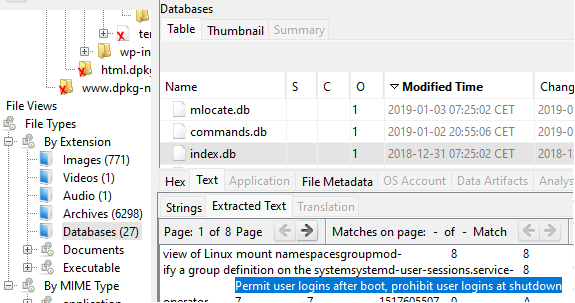 Databases
Table Thumbnail Summary
wp-in
html.dpkg
www.dpkg-n
Name S C O Modified Time Chang
mlocate.db 1 2019-01-03 07:25:02 CET 2019-0
commands.db 1 2019-01-02 20:55:06 CET 2019-0
index.db 1 2018-12-31 07:25:02 CET 2018-1
File Views
File Types
By Extension
Images (771)
Videos (1)
Audio (1)
Archives (6298)
Databases (27)
Documents
Executable
By MIME Type
Hex Text Application File Metadata OS Account Data Artifacts Analys
Strings Extracted Text Translation
Page: 1 of 8 Page Matches on page: - of - Match
view of Linux mount namespacesgroupmod- 8 8
ify a group definition on the systemsystemd-user-sessions.service- 8
Permit user logins after boot, prohibit user logins at shutdown